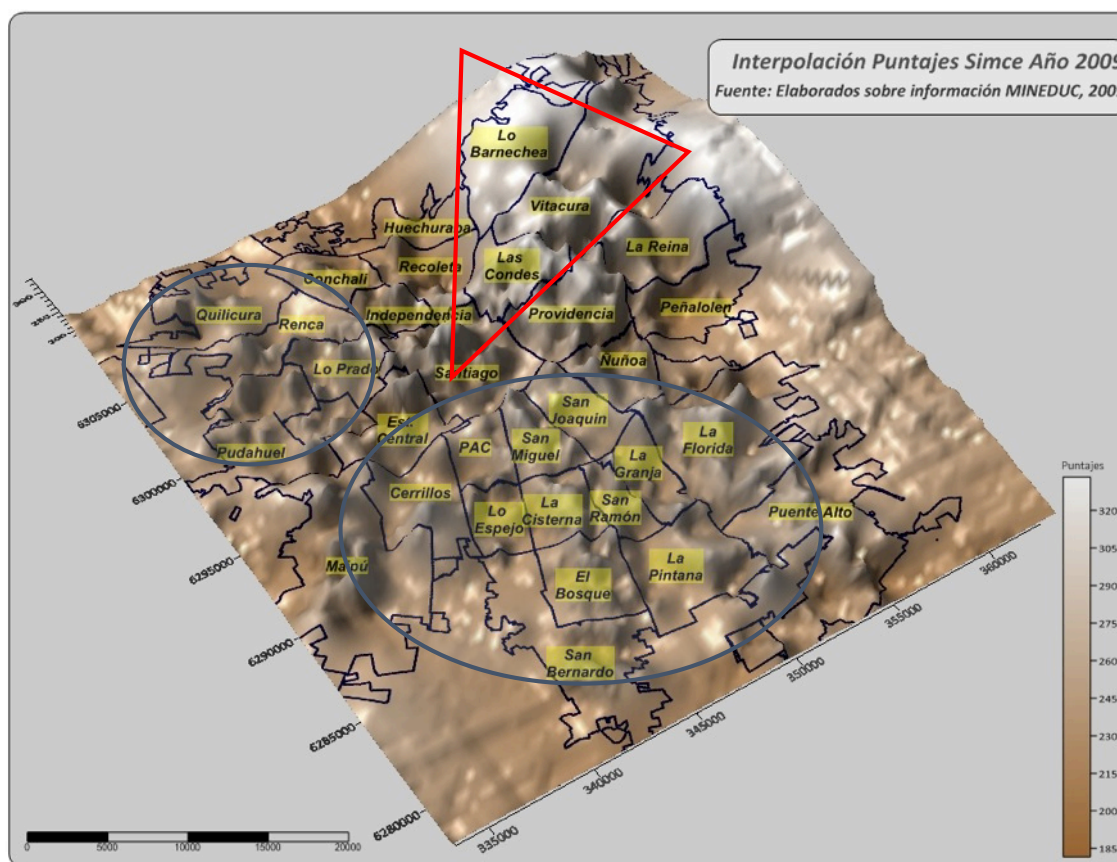 Interpolación Puntajes Simce Año 2009
Fuente: Elaborados sobre información MINEDUC, 200
Lo
Barnechea
Vitacura
Huechuraba
La Reina
Las
Condes
Recoleta
Conchali
Quilicura
Renca
Independencia
Providencia
Peñalolen
Lo Prado
Santiago
Ñuñoa
San
Joaquin
Est.
Central
PAC
San
Miguel
La
Florida
Pudahuel
La
Granja
Cerrillos
Lo
Espejo
La
Cisterna
San
Ramón
Puente Alto
Maipú
El
Bosque
La
Pintana
San
Bernardo
6305000
6300000
6295000
6290000
6285000
6280000
335000
340000
345000
350000
355000
360000
Puntajes
320
305
290
275
260
245
230
215
200
185
0
5000
10000
15000
20000